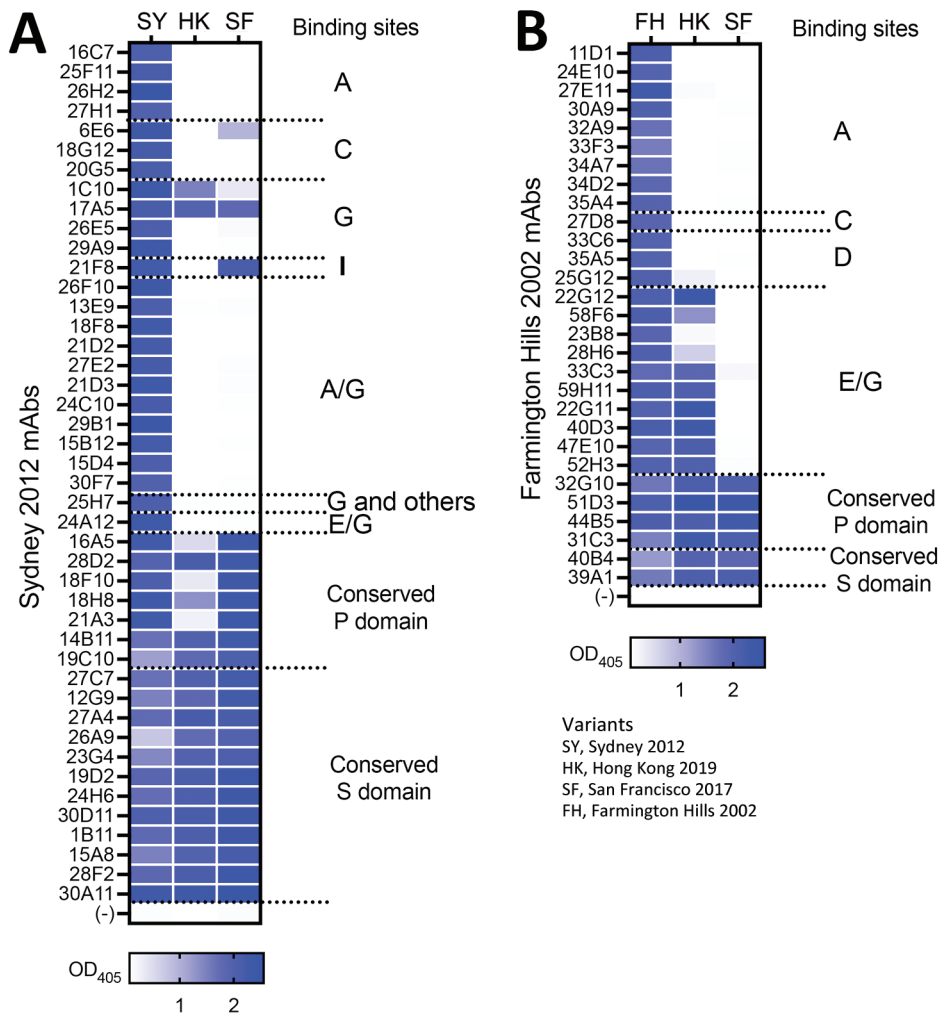 A
SY HK SF
Binding sites
Sydney 2012 mAbs
16C7
25F11
26H2
27H1
A
6E6
18G12
20G5
C
1C10
17A5
26E5
29A9
G
21F8
I
26F10
13E9
18F8
21D2
27E2
21D3
24C10
29B1
15B12
15D4
30F7
A/G
25H7
G and others
24A12
E/G
16A5
28D2
18F10
18H8
21A3
14B11
19C10
Conserved
P domain
27C7
12G9
27A4
26A9
23G4
19D2
24H6
30D11
1B11
15A8
28F2
30A11
Conserved
S domain
(-)
OD405
1 2
B
FH HK SF
Binding sites
Farmington Hills 2002 mAbs
11D1
24E10
27E11
30A9
32A9
33F3
34A7
34D2
35A4
A
27D8
C
33C6
35A5
25G12
D
22G12
58F6
23B8
28H6
33C3
59H11
22G11
40D3
47E10
52H3
E/G
32G10
51D3
44B5
31C3
Conserved
P domain
40B4
39A1
Conserved
S domain
(-)
OD405
1 2
Variants
SY, Sydney 2012
HK, Hong Kong 2019
SF, San Francisco 2017
FH, Farmington Hills 2002